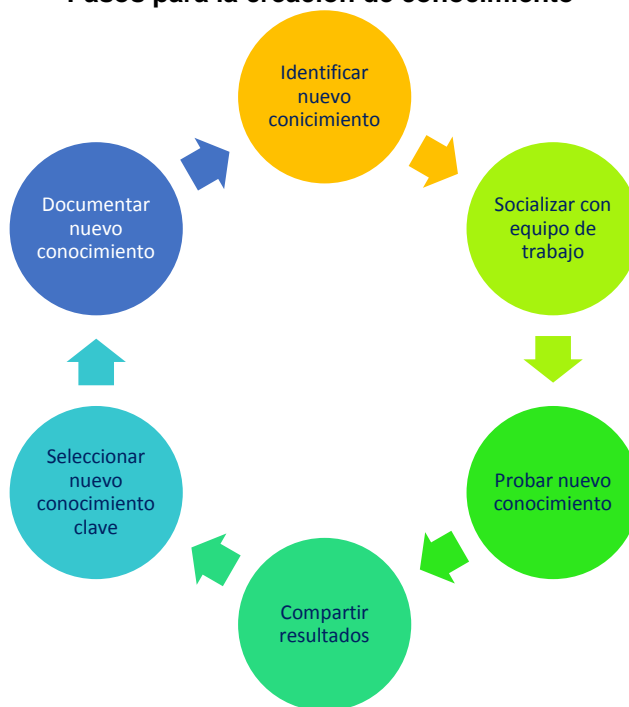 Pasos para la creación de conocimiento
Identificar
nuevo
conicimiento
Socializar con
equipo de
trabajo
Probar nuevo
conocimiento
Compartir
resultados
Seleccionar
nuevo
conocimiento
clave
Documentar
nuevo
conocimiento